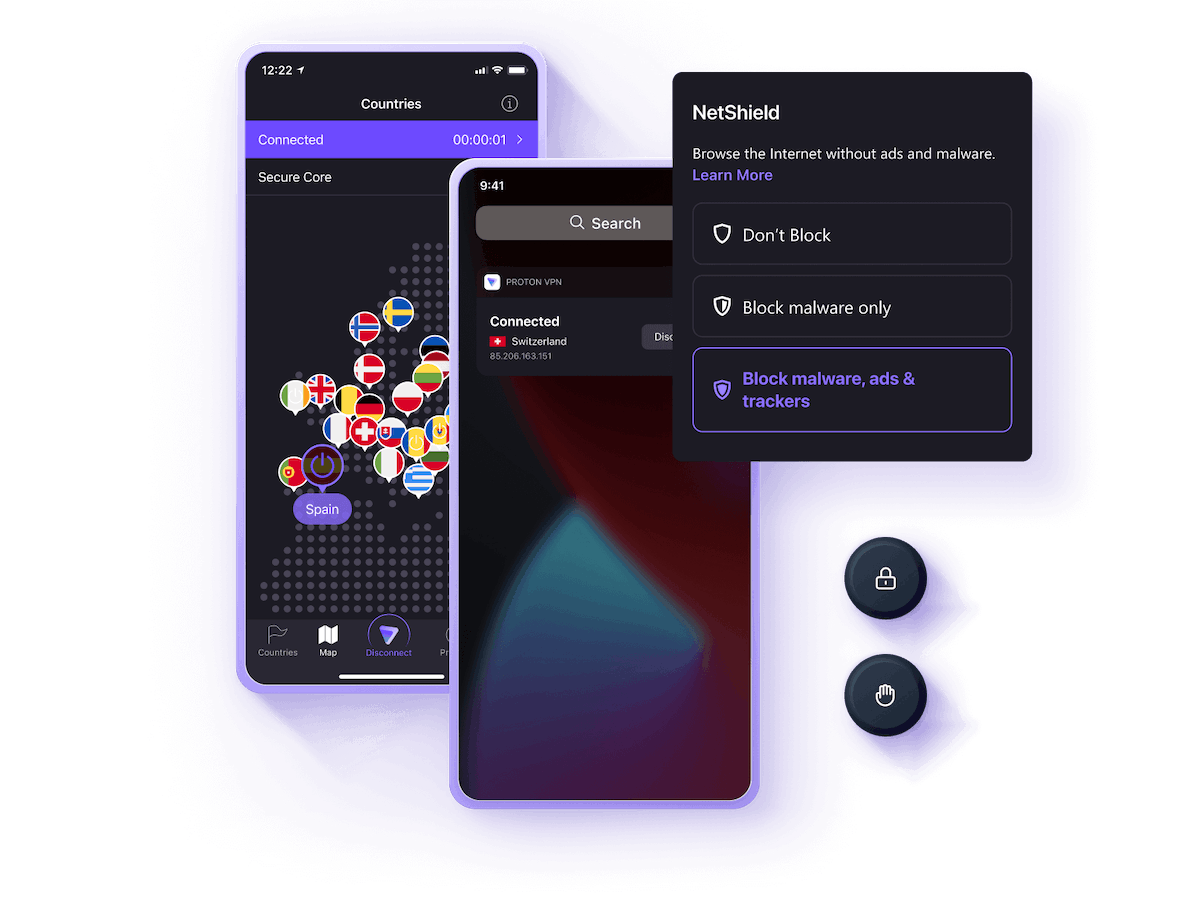 12:22
Countries
Connected 00:00:01
Secure Core
Spain
Countries Map Disconnect
9:41
Search
PROTON VPN
Connected
Switzerland
85.206.163.151
NetShield
Browse the Internet without ads and malware.
Learn More
Don't Block
Block malware only
Block malware, ads &
trackers